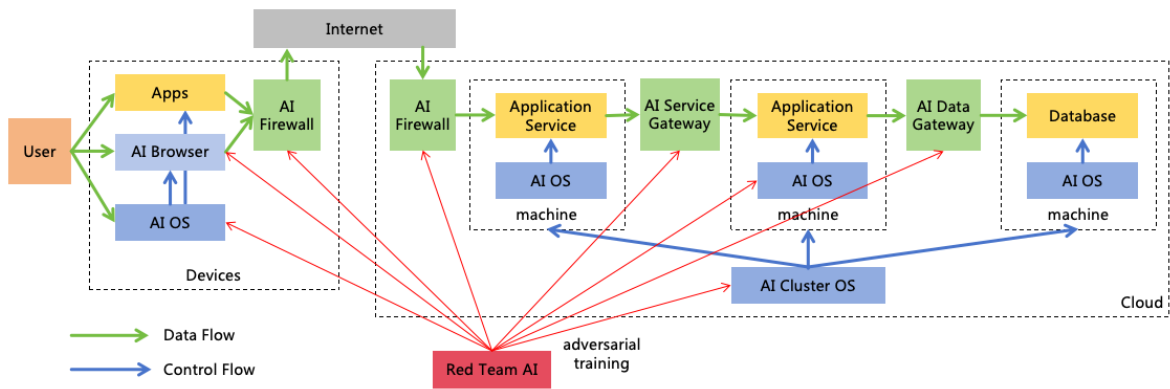 Internet
Devices
Apps
AI Browser
AI OS
AI
Firewall
User
Cloud
AI
Firewall
Application
Service
AI OS
machine
AI Service
Gateway
Application
Service
AI OS
machine
AI Data
Gateway
Database
AI OS
machine
AI Cluster OS
Data Flow
Control Flow
Red Team AI
adversarial
training